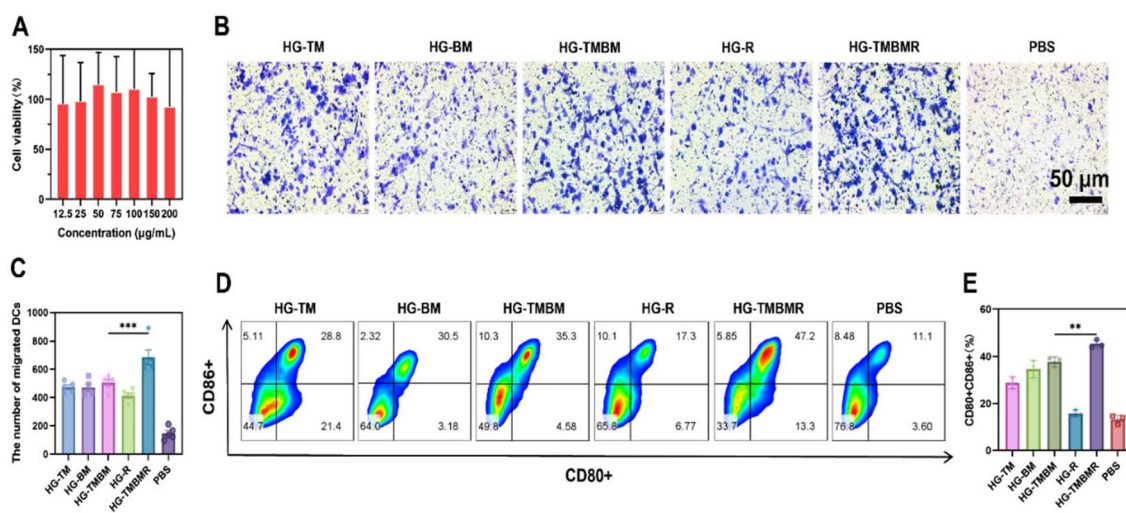 A
150
100
50
0
Cell viability (%)
12.5 25 50 75 100 150 200
Concentration (μg/mL)
B
HG-TM HG-BM HG-TMBM HG-R HG-TMBMR PBS
50 μm
C
1000
800
600
400
200
0
The number of migrated DCs
***
HG-TM HG-BM HG-TMBM HG-R HG-TMBMR PBS
D
HG-TM HG-BM HG-TMBM HG-R HG-TMBMR PBS
5.11 28.8 2.32 30.5 10.3 35.3 10.1 17.3 5.85 47.2 8.48 11.1
44.7 21.4 64.0 3.18 49.8 4.58 65.8 6.77 33.7 13.3 76.8 3.60
CD86+
CD80+
E
60
40
20
0
CD80+CD86+(%)
**
HG-TM HG-BM HG-TMBM HG-R HG-TMBMR PBS